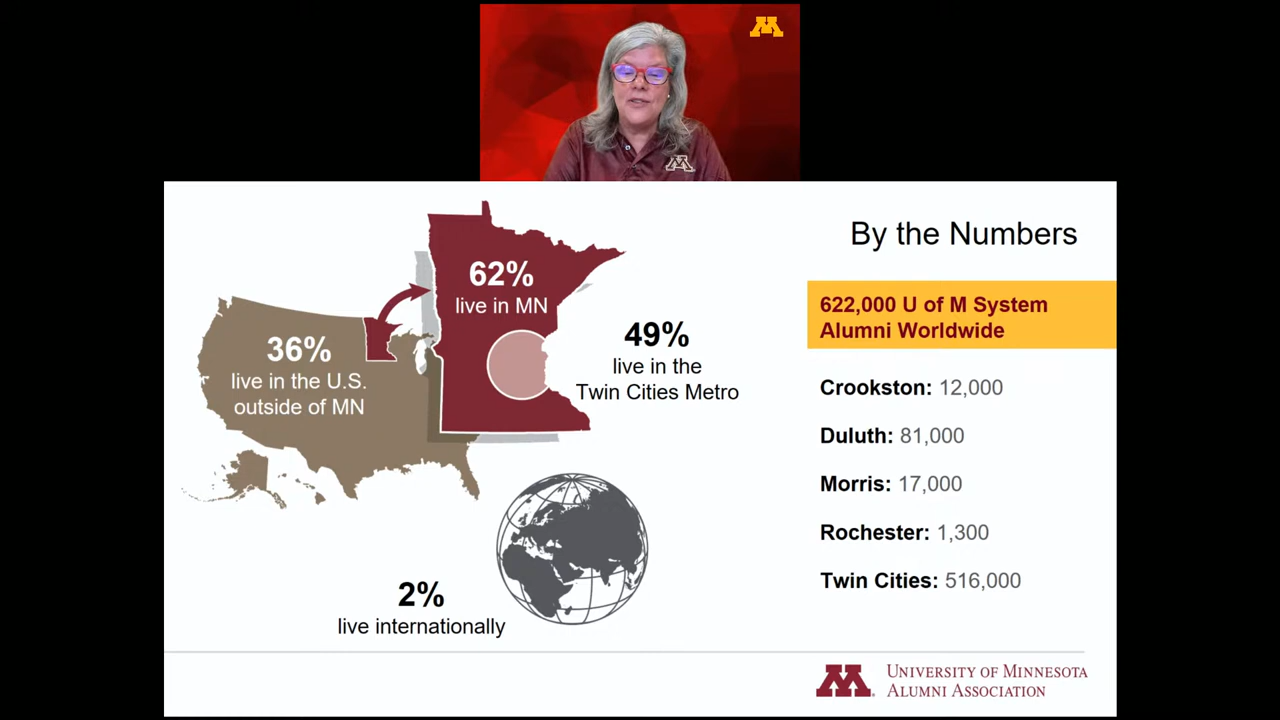 By the Numbers
62%
live in MN
36%
live in the U.S.
outside of MN
49%
live in the
Twin Cities Metro
2%
live internationally
622,000 U of M System
Alumni Worldwide
Crookston: 12,000
Duluth: 81,000
Morris: 17,000
Rochester: 1,300
Twin Cities: 516,000
M
UNIVERSITY OF MINNESOTA
ALUMNI ASSOCIATION